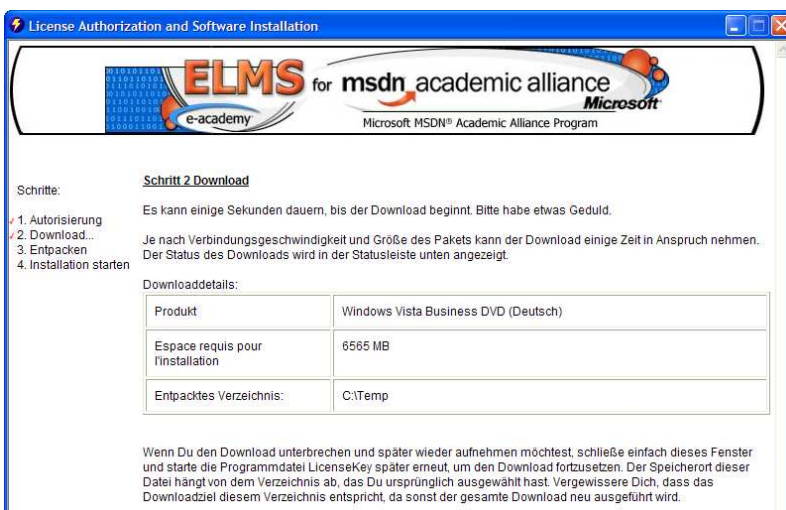 License Authorization and Software Installation
ELMS for msdn academic alliance
e-academy
Microsoft
Microsoft MSDN® Academic Alliance Program
Schritte:
1. Autorisierung
2. Download...
3. Entpacken
4. Installation starten
Schritt 2 Download
Es kann einige Sekunden dauern, bis der Download beginnt. Bitte habe etwas Geduld.
Je nach Verbindungsgeschwindigkeit und Größe des Pakets kann der Download einige Zeit in Anspruch nehmen.
Der Status des Downloads wird in der Statusleiste unten angezeigt.
Downloaddetails:
Produkt Windows Vista Business DVD (Deutsch)
Espace requis pour 6565 MB
l'installation
Entpacktes Verzeichnis: C:\Temp
Wenn Du den Download unterbrechen und später wieder aufnehmen möchtest, schließe einfach dieses Fenster
und starte die Programmdatei LicenseKey später erneut, um den Download fortzusetzen. Der Speicherort dieser
Datei hängt von dem Verzeichnis ab, das Du ursprünglich ausgewählt hast. Vergewissere Dich, dass das
Downloadziel diesem Verzeichnis entspricht, da sonst der gesamte Download neu ausgeführt wird.